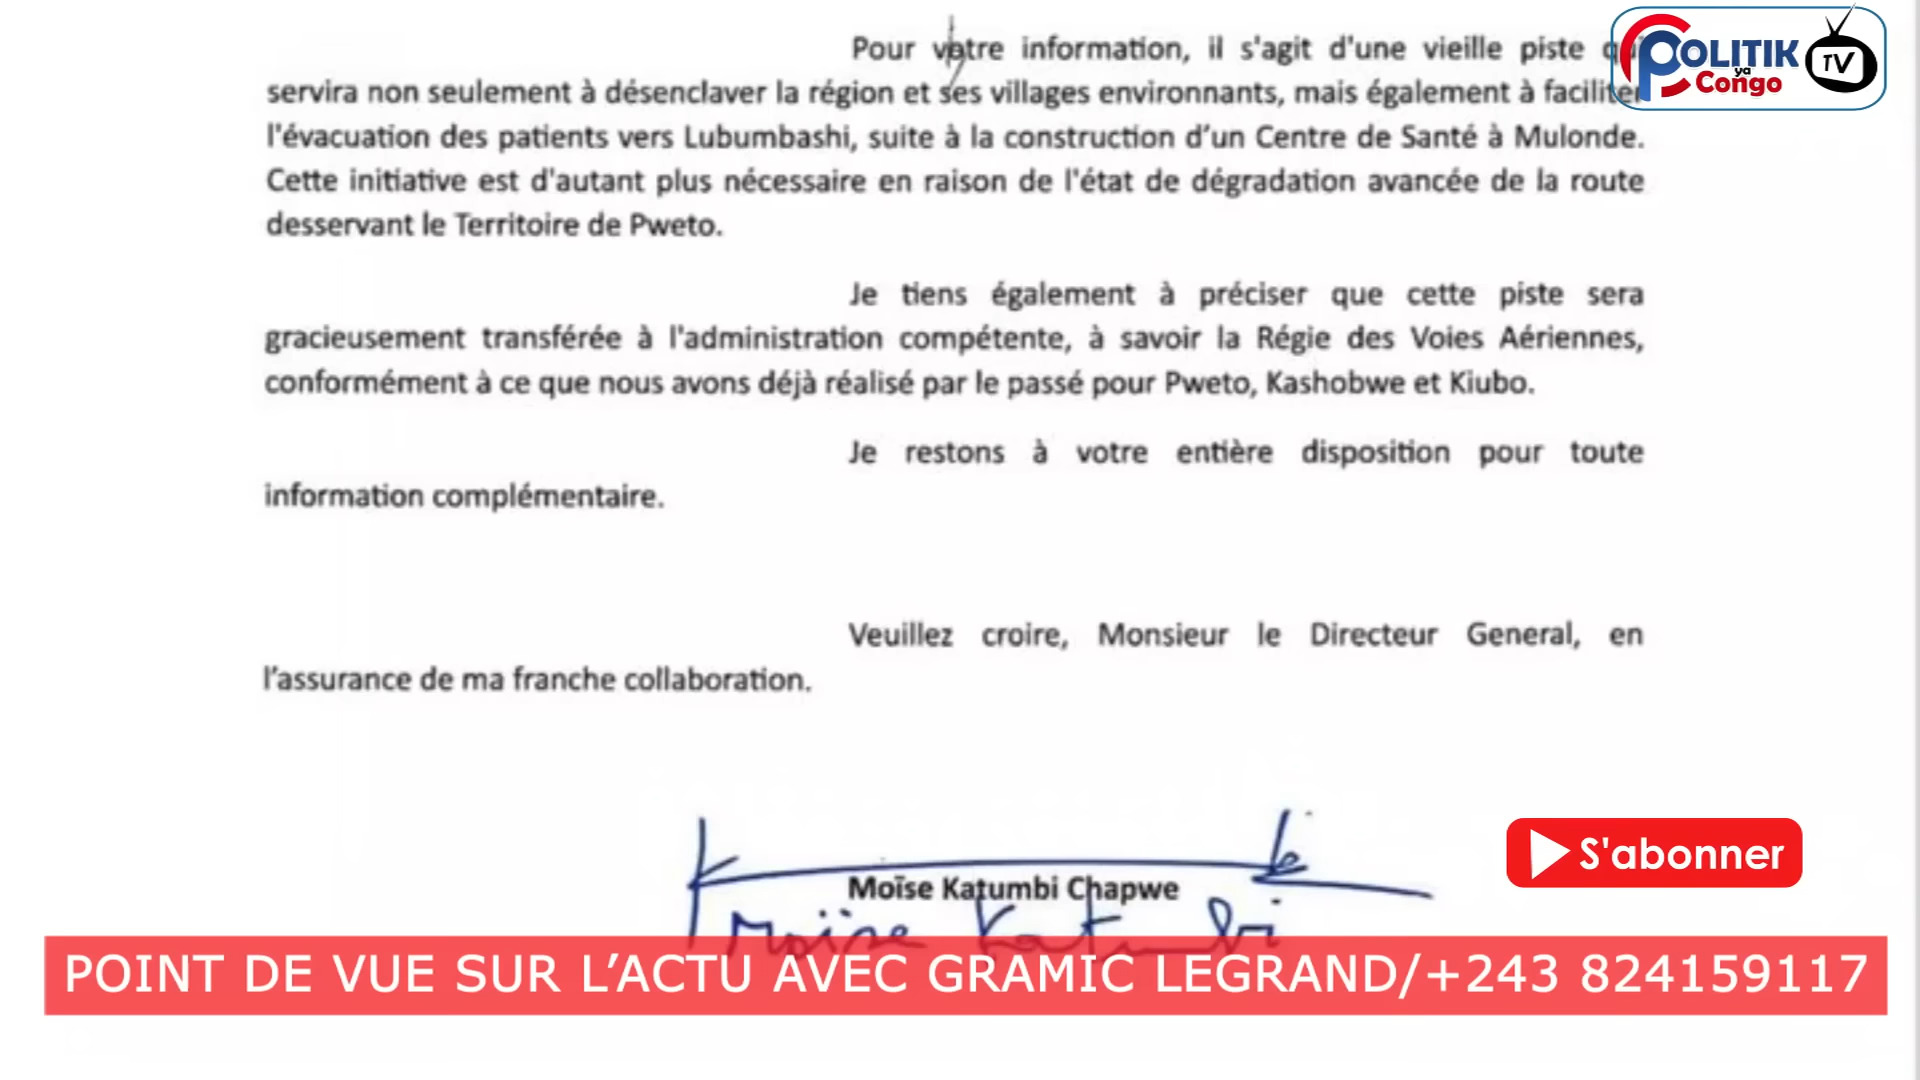 Pour votre information, il s'agit d'une vieille piste
servira non seulement à désenclaver la région et ses villages environnants, mais également à faciliter
l'évacuation des patients vers Lubumbashi, suite à la construction d’un Centre de Santé à Mulonde.
Cette initiative est d'autant plus nécessaire en raison de l'état de dégradation avancée de la route
desservant le Territoire de Pweto.
Je tiens également à préciser que cette piste sera
gracieusement transférée à l'administration compétente, à savoir la Régie des Voies Aériennes,
conformément à ce que nous avons déjà réalisé par le passé pour Pweto, Kashobwe et Kiubo.
Je restons à votre entière disposition pour toute
information complémentaire.
Veuillez croire, Monsieur le Directeur General, en
l’assurance de ma franche collaboration.
Moïse Katumbi Chapwe
Moïse Katumbi
POLITIK
ya
Congo
TV
S'abonner
POINT DE VUE SUR L’ACTU AVEC GRAMIC LEGRAND/+243 824159117